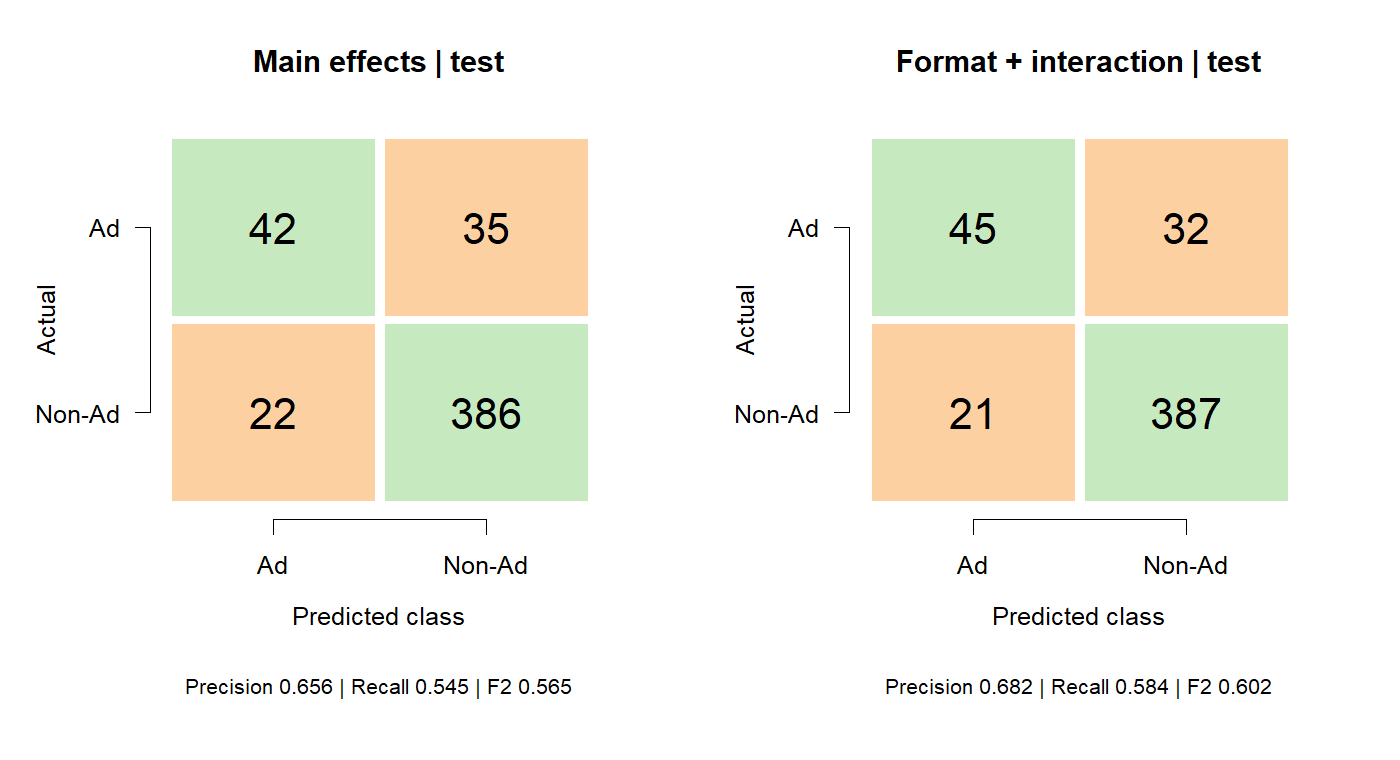 Main effects | test
Ad
Non-Ad
Actual
42
35
22
386
Ad
Non-Ad
Predicted class
Precision 0.656 | Recall 0.545 | F2 0.565
Format + interaction | test
Ad
Non-Ad
Actual
45
32
21
387
Ad
Non-Ad
Predicted class
Precision 0.682 | Recall 0.584 | F2 0.602